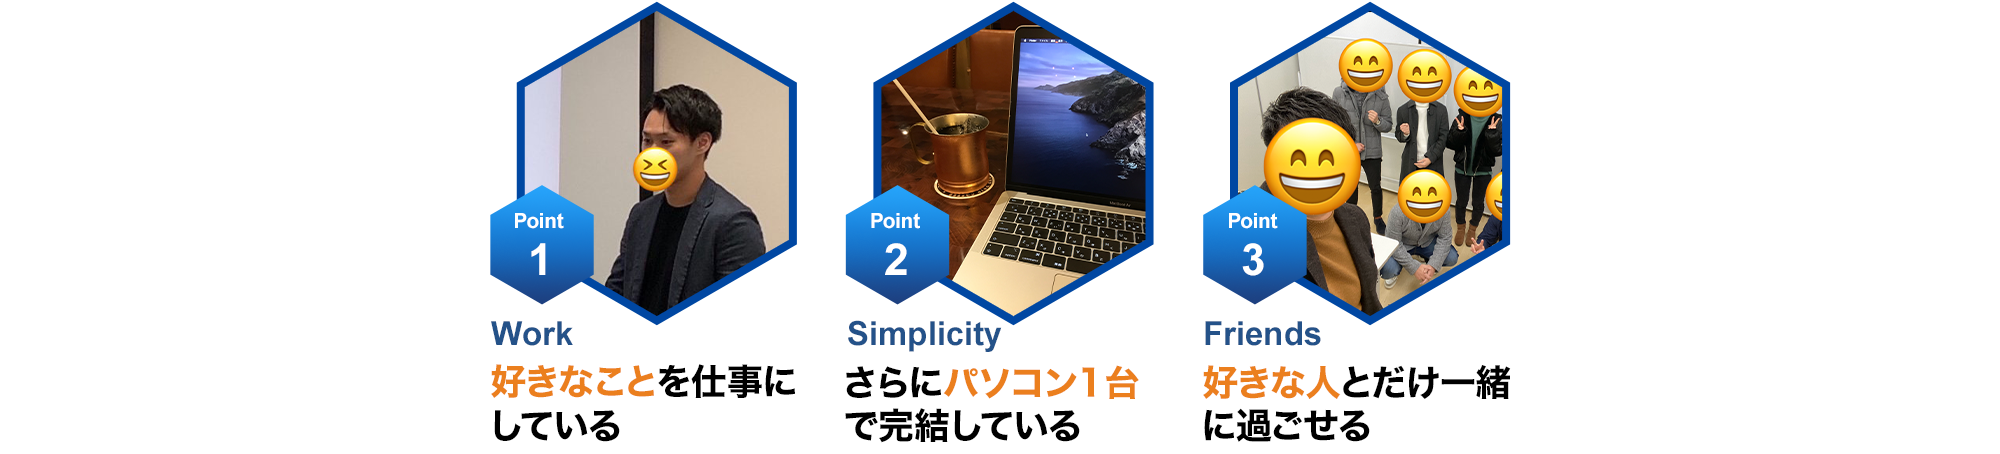 Point
1
Work
好きなことを仕事に
している
Point
2
Simplicity
さらにパソコン1台
で完結している
Point
3
Friends
好きな人とだけ一緒
に過ごせる